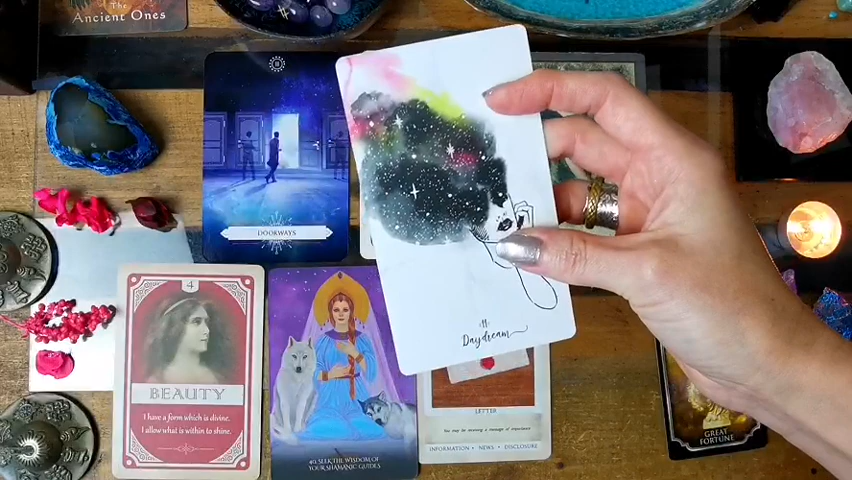 The
Ancient Ones
DOORWAYS
Daydream
4
BEAUTY
I have a form which is divine.
I allow what is within to shine.
42. SEEK THE WISDOM OF
YOUR SHAMANIC GUIDES
LETTER
INFORMATION • NEWS • DISCLOSURE
GREAT
FORTUNE